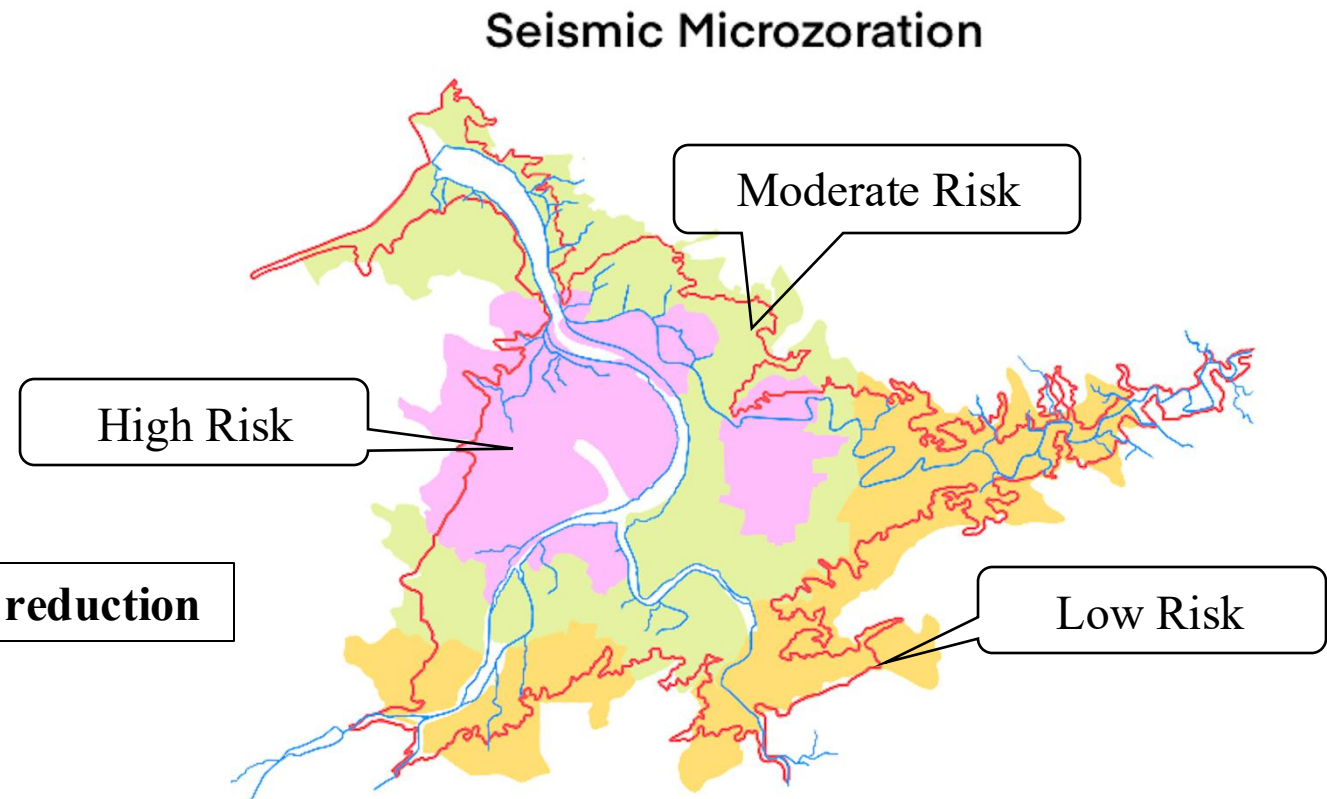 Seismic Microzoration
Moderate Risk
High Risk
reduction
Low Risk